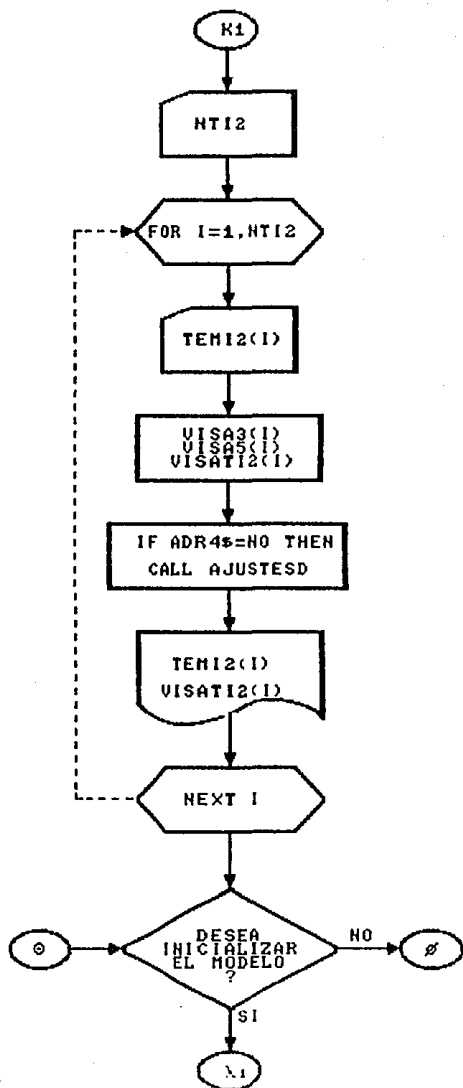 K1
NTI2
FOR I=1,NTI2
TEMI2(I)
VISA3(I)
VISA5(I)
VISATI2(I)
IF ADR4$=NO THEN
CALL AJUSTESD
TEMI2(I)
VISATI2(I)
NEXT I
DESEA
INICIALIZAR
EL MODELO
?
NO
SI